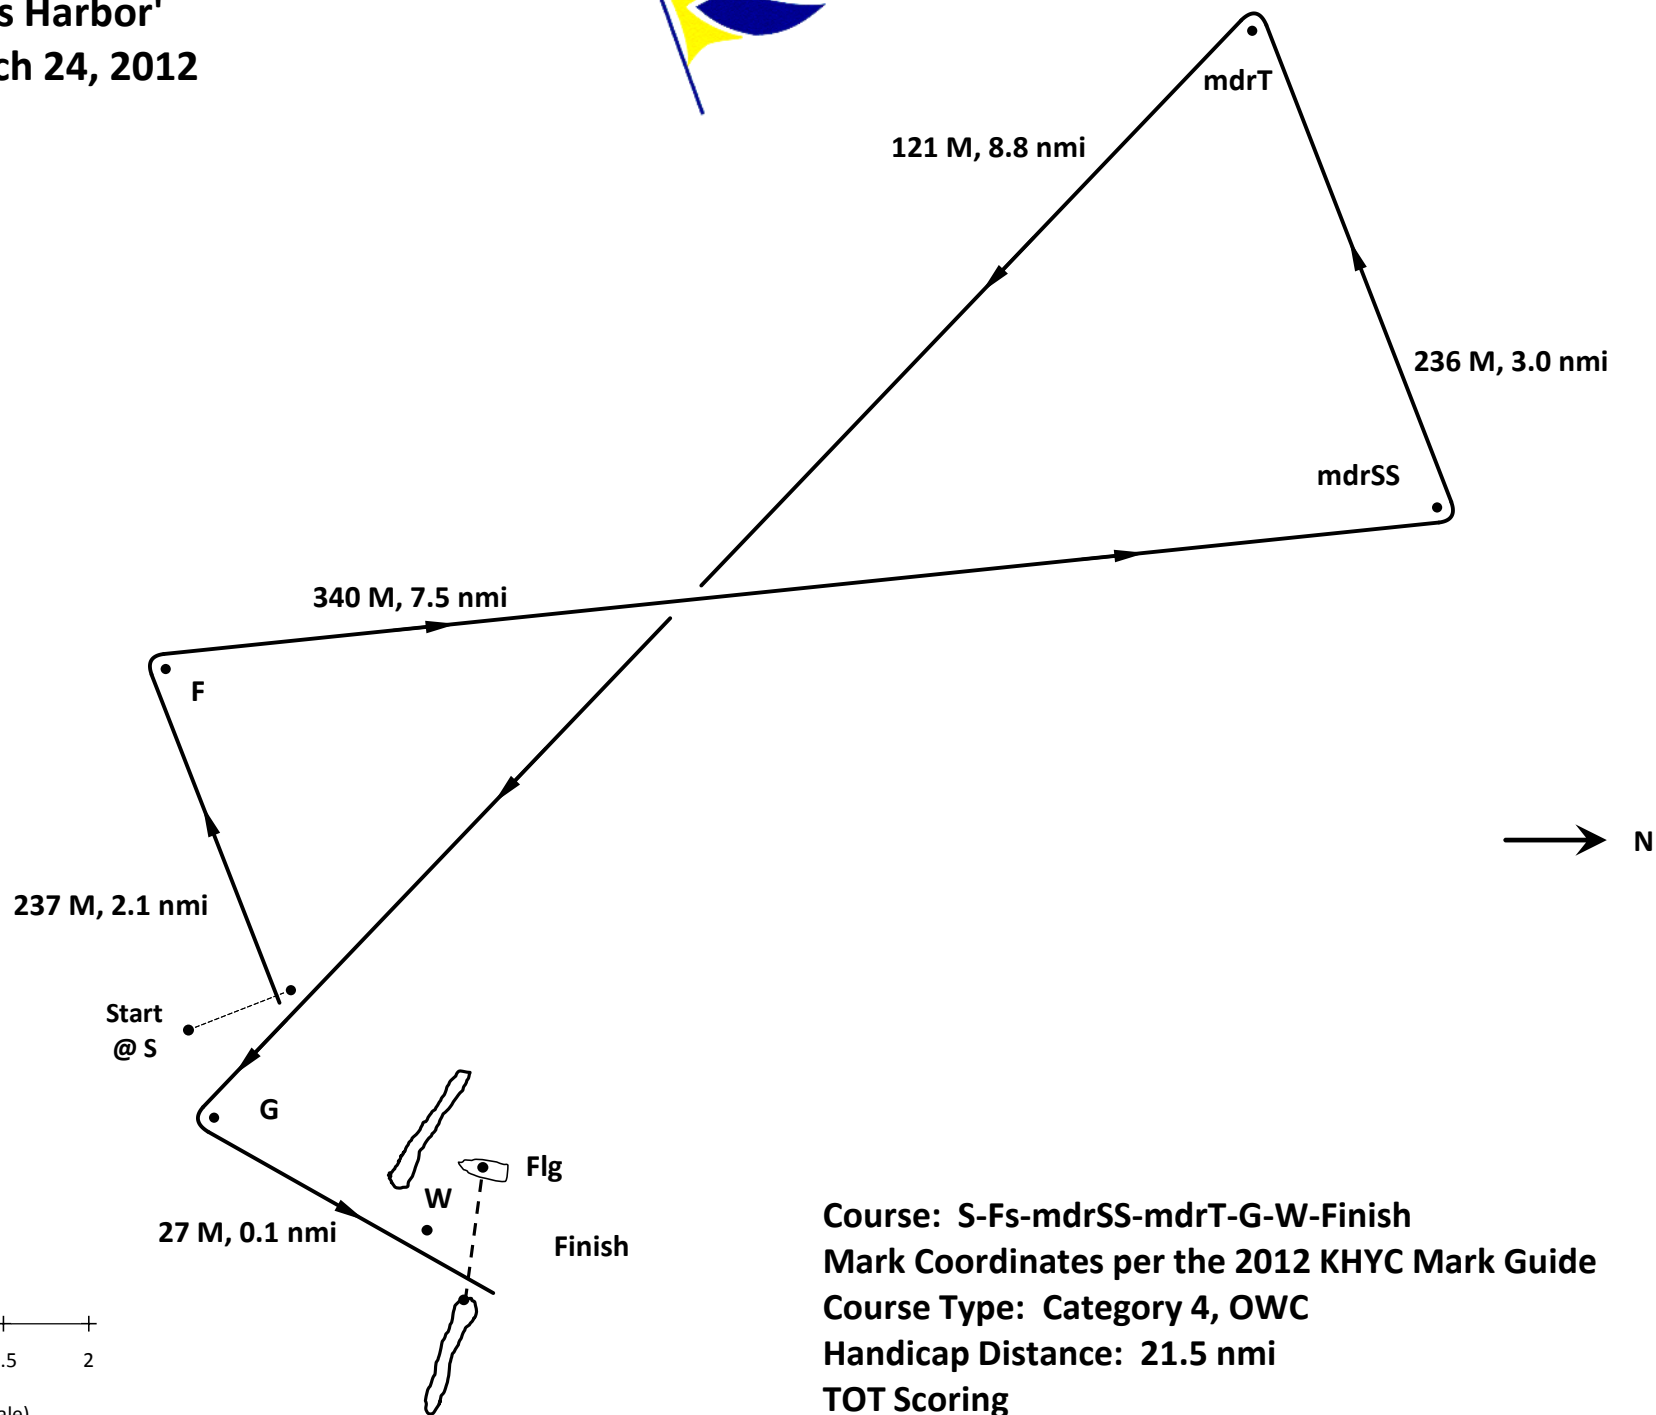 s Harbor'
ch 24, 2012
mdrT
121 M, 8.8 nmi
236 M, 3.0 nmi
mdrSS
340 M, 7.5 nmi
F
N
237 M, 2.1 nmi
Start
@ S
G
Flg
W
27 M, 0.1 nmi
Finish
Course:  S-Fs-mdrSS-mdrT-G-W-Finish
Mark Coordinates per the 2012 KHYC Mark Guide
Course Type:  Category 4, OWC
Handicap Distance:  21.5 nmi
TOT Scoring
.5 2